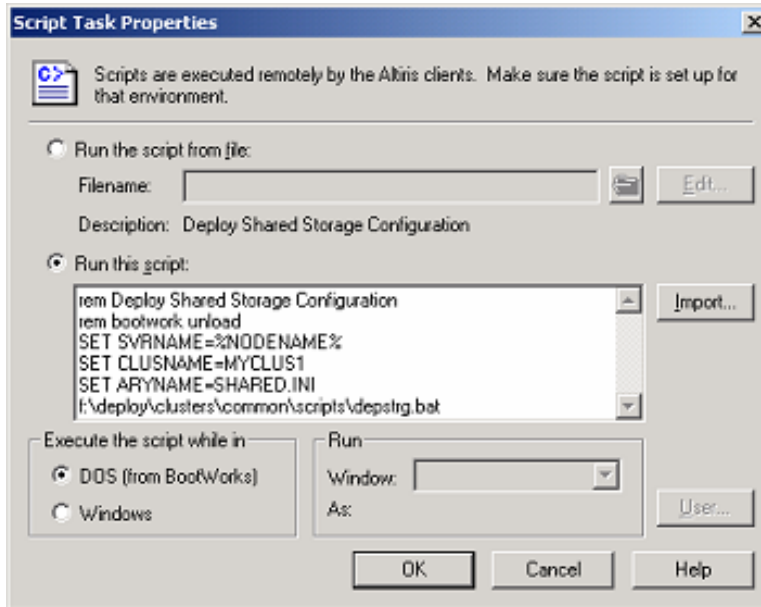 Script Task Properties
Scripts are executed remotely by the Altiris clients. Make sure the script is set up for
that environment.
Run the script from file:
Filename:
Edit...
Description: Deploy Shared Storage Configuration
Run this script:
rem Deploy Shared Storage Configuration
rem bootwork unload
SET SVRNAME=%NODENAME%
SET CLUSNAME=MYCLUS1
SET ARYNAME=SHARED.INI
f:\deploy\clusters\common\scripts\depstrg.bat
Import...
Execute the script while in
DOS (from BootWorks)
Windows
Run
Window:
As:
User...
OK
Cancel
Help